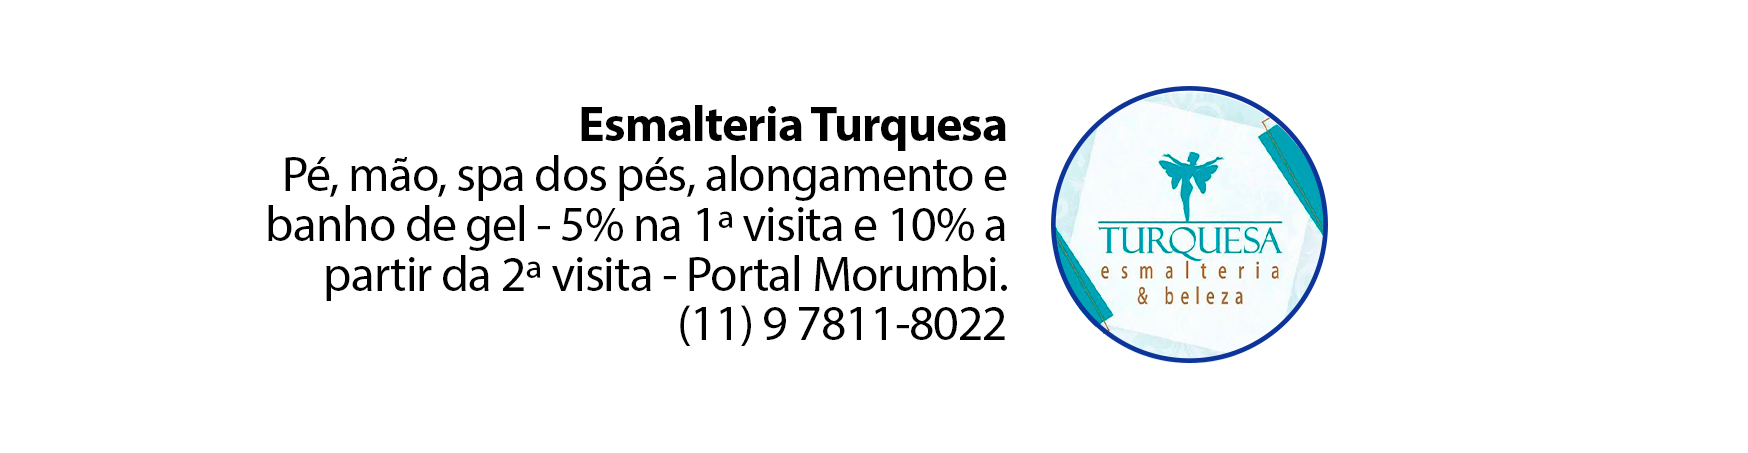 Esmalteria Turquesa
Pé, mão, spa dos pés, alongamento e
banho de gel - 5% na 1ª visita e 10% a
partir da 2ª visita - Portal Morumbi.
(11) 9 7811-8022
TURQUESA
esmalteria
& beleza